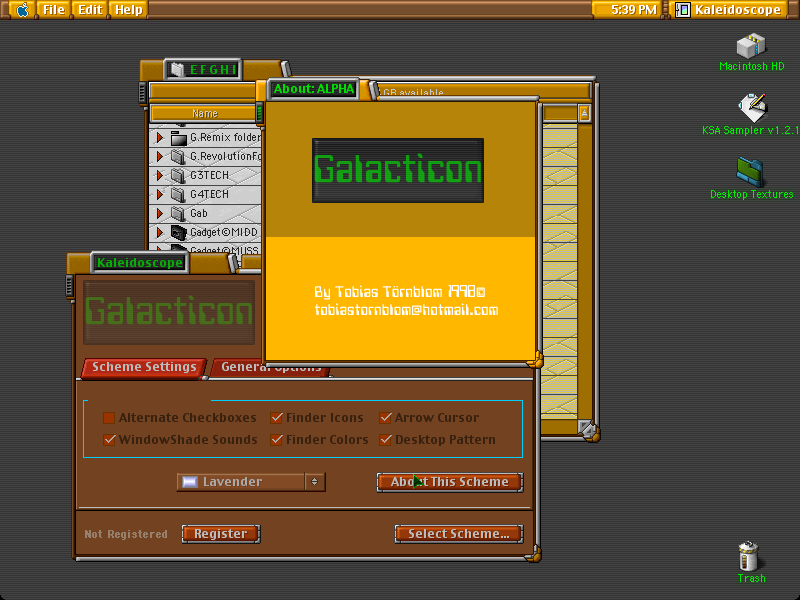 File Edit Help
5:39 PM
Kaleidoscope
Macintosh HD
KSA Sampler v1.2.1
Desktop Textures
Trash
E F G H I
GB available
Name
G.Remix folder
G3TECH
G4TECH
Gab
Gadget©MIDD
Gadget©MUSS
About: ALPHA
Galacticon
By Tobias Törnblom 1998©
tobiastornblom@hotmail.com
Kaleidoscope
Galacticon
Scheme Settings
General Options
Alternate Checkboxes
Finder Icons
Arrow Cursor
WindowShade Sounds
Finder Colors
Desktop Pattern
Lavender
About This Scheme
Not Registered
Register
Select Scheme...